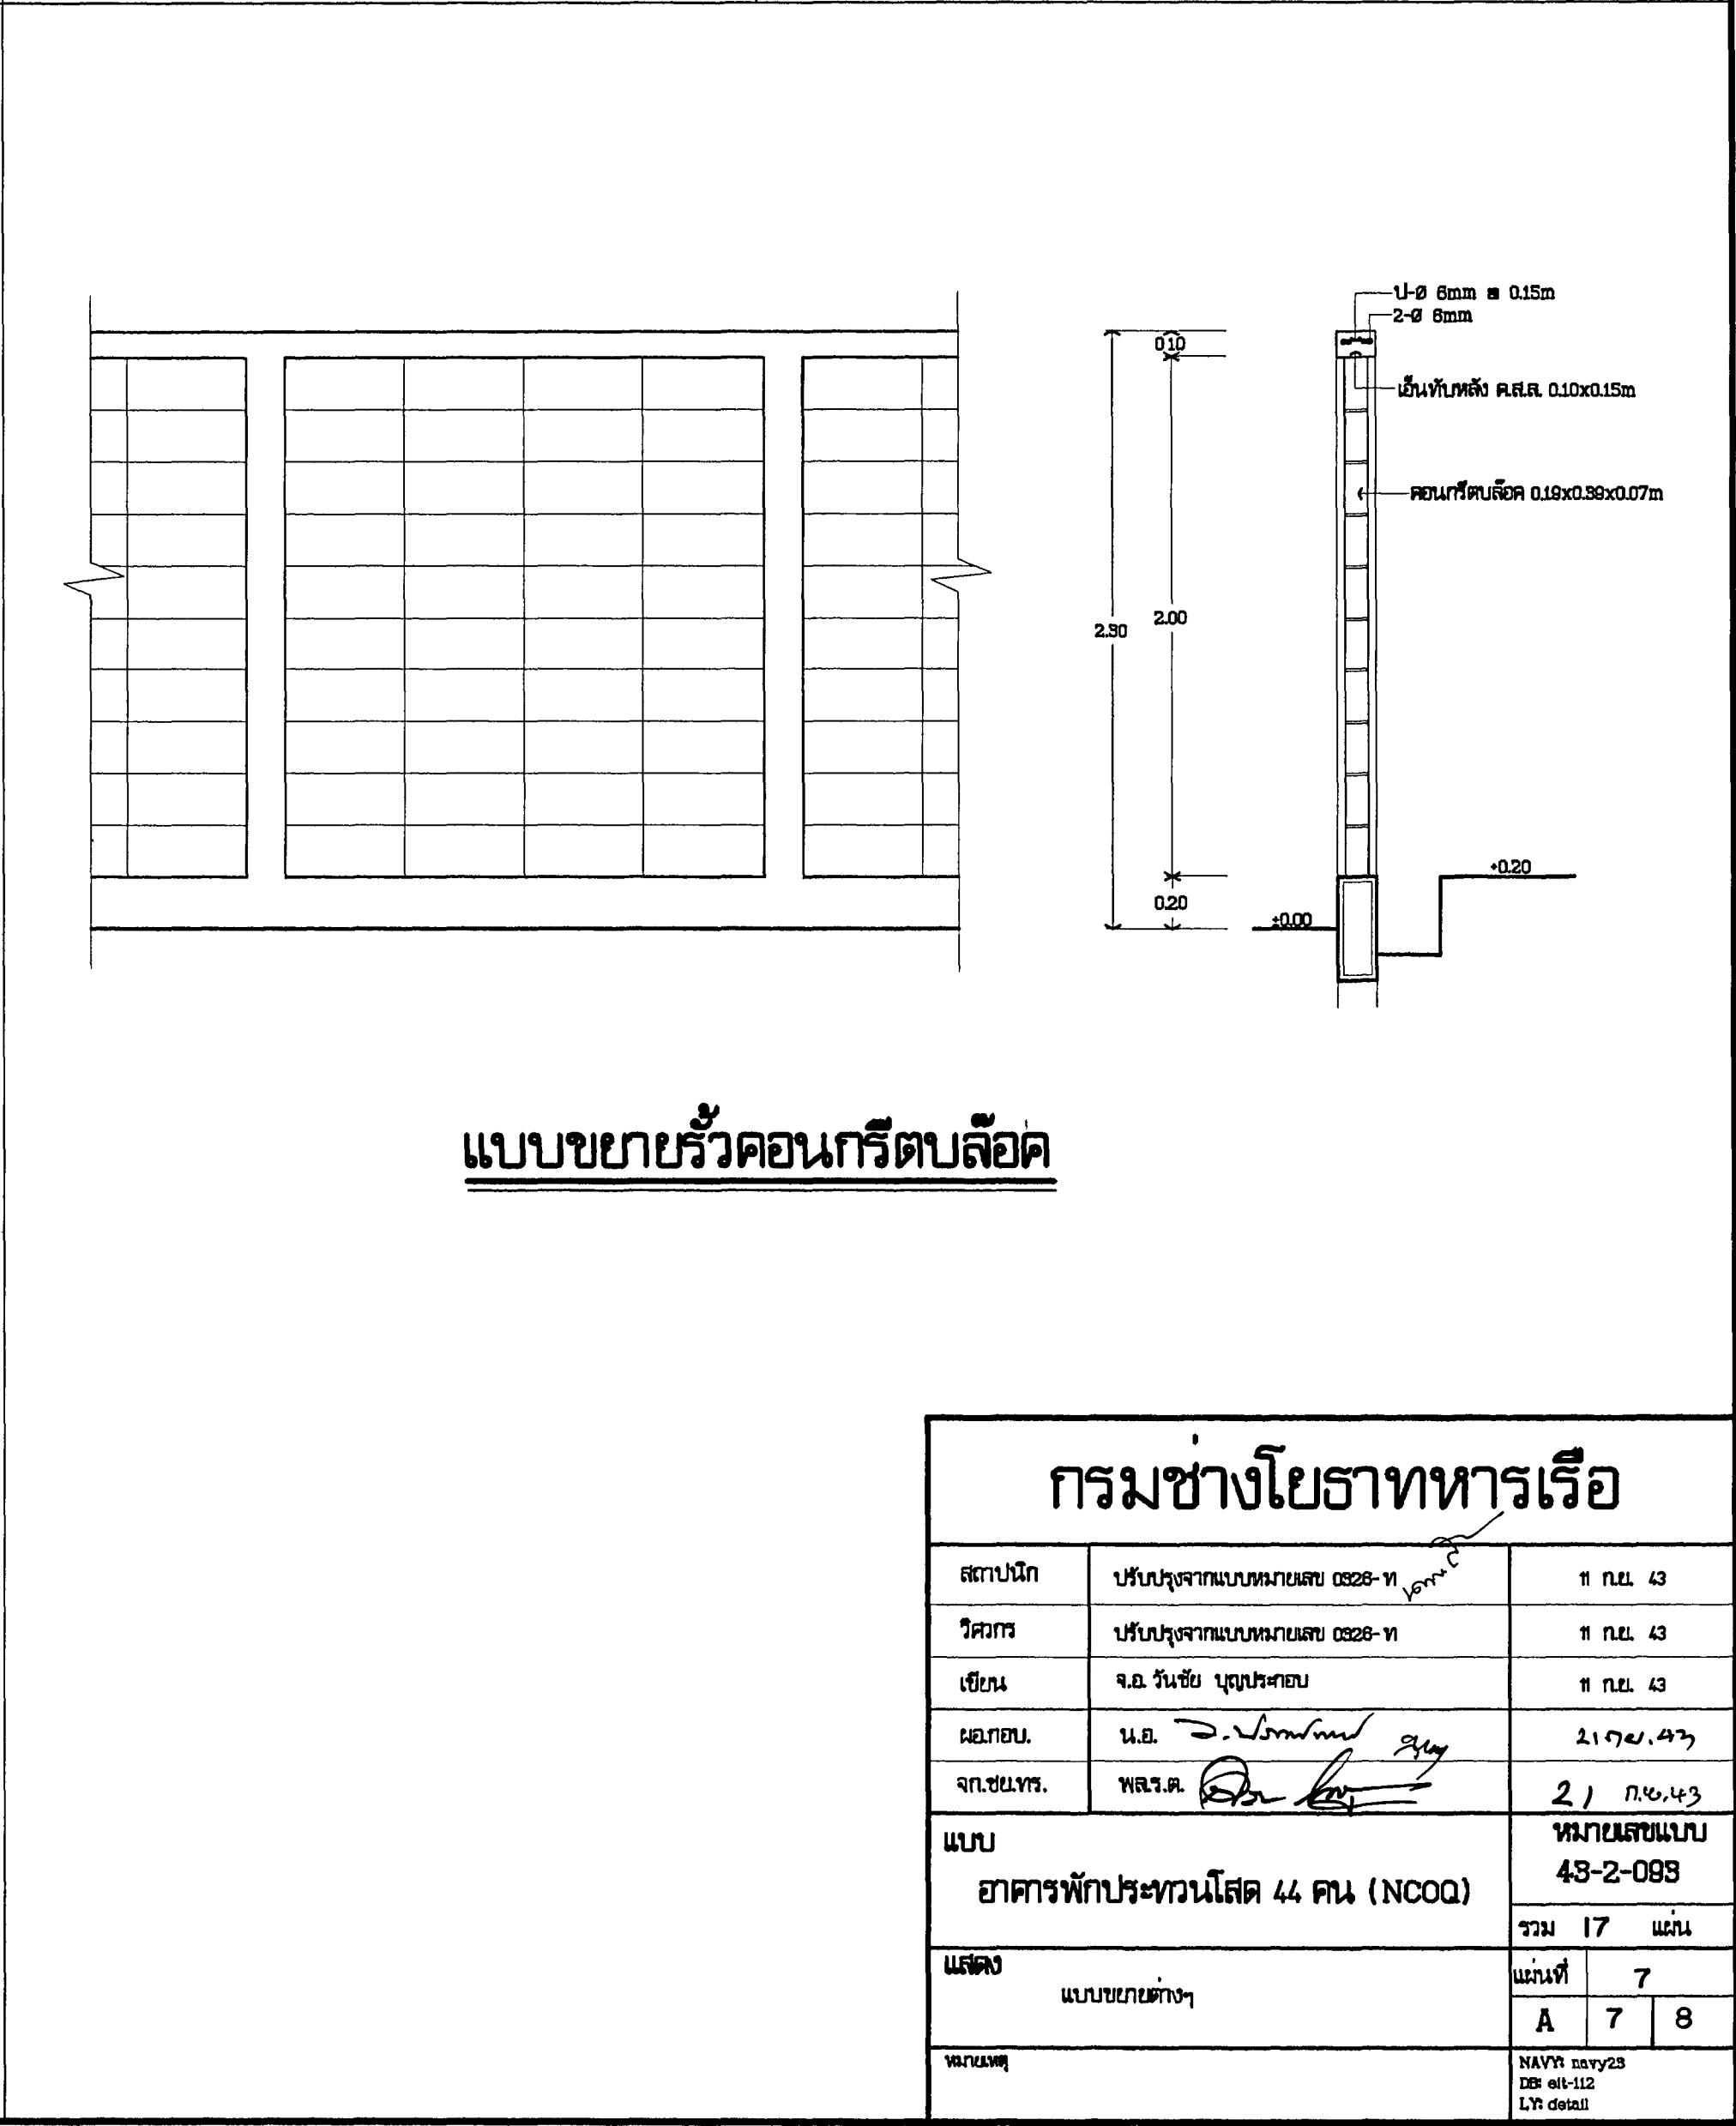 ป-Ø 6mm @ 0.15m
2-Ø 6mm
0.10
เอ็นทับหลัง ค.ส.ล. 0.10x0.15m
คอนกรีตบล๊อค 0.19x0.39x0.07m
2.30
2.00
+0.20
0.20
±0.00
แบบขยายรั้วคอนกรีตบล๊อค
กรมช่างโยธาทหารเรือ
สถาปนิก ปรับปรุงจากแบบหมายเลข 0326-ท 11 ก.ย. 43
วิศวกร ปรับปรุงจากแบบหมายเลข 0326-ท 11 ก.ย. 43
เขียน จ.อ. วันชัย บุญประกอบ 11 ก.ย. 43
ผอ.กอบ. น.อ. 21 ก.ย. 43
จก.ชย.ทร. พล.ร.ต. 21 ก.ย. 43
แบบ
อาคารพักประทวนโสด 44 คน (NCOQ)
หมายเลขแบบ
43-2-093
รวม 17 แผ่น
แสดง
แบบขยายต่างๆ
แผ่นที่ 7
A 7 8
หมายเหตุ
NAVY: navy23
DB: elt-112
LY: detail